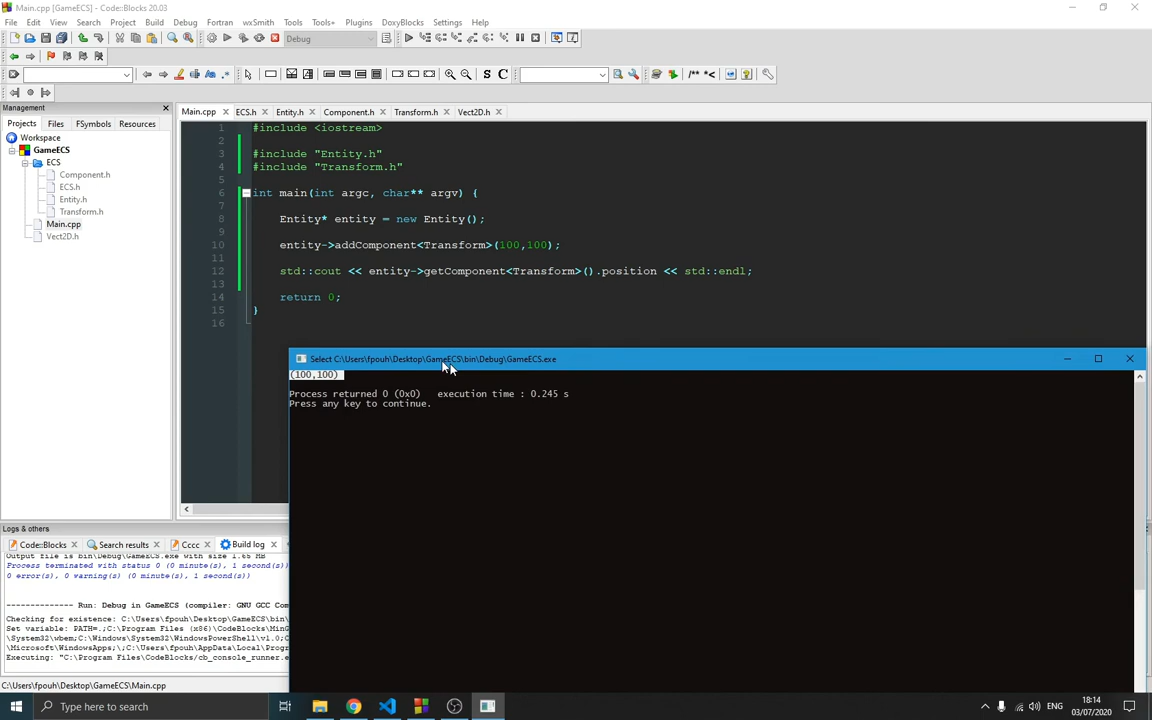 Main.cpp [GameECS] - Code::Blocks 20.03
File Edit View Search Project Build Debug Fortran wxSmith Tools Tools+ Plugins DoxyBlocks Settings Help
Debug
/** *<
S C
Management
Projects Files FSymbols Resources
Workspace
GameECS
ECS
Component.h
ECS.h
Entity.h
Transform.h
Main.cpp
Vect2D.h
Main.cpp ECS.h Entity.h Component.h Transform.h Vect2D.h
1 #include <iostream>
2
3 #include "Entity.h"
4 #include "Transform.h"
5
6 int main(int argc, char** argv) {
7
8 Entity* entity = new Entity();
9
10 entity->addComponent<Transform>(100,100);
11
12 std::cout << entity->getComponent<Transform>().position << std::endl;
13
14 return 0;
15 }
16
Select C:\Users\fpouh\Desktop\GameECS\bin\Debug\GameECS.exe
(100,100)
Process returned 0 (0x0) execution time : 0.245 s
Press any key to continue.
Logs & others
Code::Blocks Search results Cccc Build log
Output file is bin\Debug\GameECS.exe with size 1.65 MB
Process terminated with status 0 (0 minute(s), 1 second(s))
0 error(s), 0 warning(s) (0 minute(s), 1 second(s))
-------------- Run: Debug in GameECS (compiler: GNU GCC Com
Checking for existence: C:\Users\fpouh\Desktop\GameECS\bin\
Set variable: PATH=.;C:\Program Files (x86)\CodeBlocks\MinG
\System32\wbem;C:\Windows\System32\WindowsPowerShell\v1.0;C
\Microsoft\WindowsApps;\;C:\Users\fpouh\AppData\Local\Progr
Executing: "C:\Program Files\CodeBlocks/cb_console_runner.e
C:\Users\fpouh\Desktop\GameECS\Main.cpp
Type here to search
ENG
18:14
03/07/2020